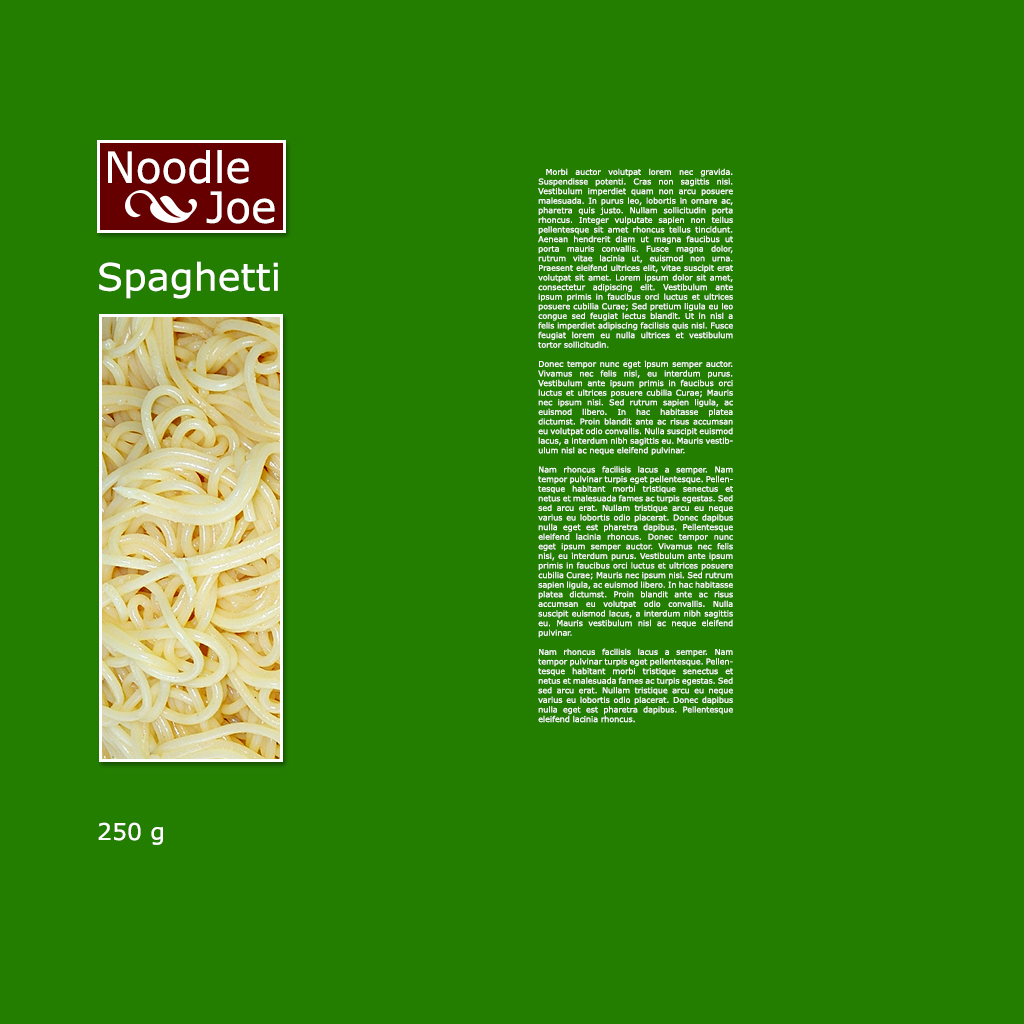 Noodle
Joe
Spaghetti
250 g
Morbi auctor volutpat lorem nec gravida.
Suspendisse potenti. Cras non sagittis nisi.
Vestibulum imperdiet quam non arcu posuere
malesuada. In purus leo, lobortis in ornare ac,
pharetra quis justo. Nullam sollicitudin porta
rhoncus. Integer vulputate sapien non tellus
pellentesque sit amet rhoncus tellus tincidunt.
Aenean hendrerit diam ut magna faucibus ut
porta mauris convallis. Fusce magna dolor,
rutrum vitae lacinia ut, euismod non urna.
Praesent eleifend ultrices elit, vitae suscipit erat
volutpat sit amet. Lorem ipsum dolor sit amet,
consectetur adipiscing elit. Vestibulum ante
ipsum primis in faucibus orci luctus et ultrices
posuere cubilia Curae; Sed pretium ligula eu leo
congue sed feugiat lectus blandit. Ut in nisl a
felis imperdiet adipiscing facilisis quis nisl. Fusce
feugiat lorem eu nulla ultrices et vestibulum
tortor sollicitudin.
Donec tempor nunc eget ipsum semper auctor.
Vivamus nec felis nisi, eu interdum purus.
Vestibulum ante ipsum primis in faucibus orci
luctus et ultrices posuere cubilia Curae; Mauris
nec ipsum nisi. Sed rutrum sapien ligula, ac
euismod libero. In hac habitasse platea
dictumst. Proin blandit ante ac risus accumsan
eu volutpat odio convallis. Nulla suscipit euismod
lacus, a interdum nibh sagittis eu. Mauris vestib-
ulum nisl ac neque eleifend pulvinar.
Nam rhoncus facilisis lacus a semper. Nam
tempor pulvinar turpis eget pellentesque. Pellen-
tesque habitant morbi tristique senectus et
netus et malesuada fames ac turpis egestas. Sed
sed arcu erat. Nullam tristique arcu eu neque
varius eu lobortis odio placerat. Donec dapibus
nulla eget est pharetra dapibus. Pellentesque
eleifend lacinia rhoncus. Donec tempor nunc
eget ipsum semper auctor. Vivamus nec felis
nisi, eu interdum purus. Vestibulum ante ipsum
primis in faucibus orci luctus et ultrices posuere
cubilia Curae; Mauris nec ipsum nisi. Sed rutrum
sapien ligula, ac euismod libero. In hac habitasse
platea dictumst. Proin blandit ante ac risus
accumsan eu volutpat odio convallis. Nulla
suscipit euismod lacus, a interdum nibh sagittis
eu. Mauris vestibulum nisl ac neque eleifend
pulvinar.
Nam rhoncus facilisis lacus a semper. Nam
tempor pulvinar turpis eget pellentesque. Pellen-
tesque habitant morbi tristique senectus et
netus et malesuada fames ac turpis egestas. Sed
sed arcu erat. Nullam tristique arcu eu neque
varius eu lobortis odio placerat. Donec dapibus
nulla eget est pharetra dapibus. Pellentesque
eleifend lacinia rhoncus.